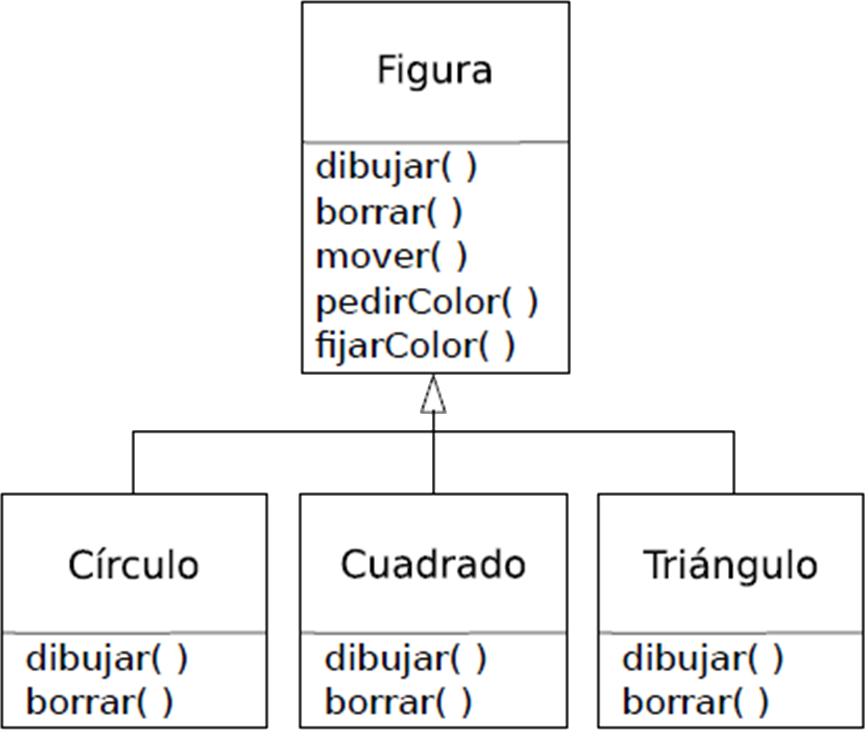 Figura
dibujar( )
borrar( )
mover( )
pedirColor( )
fijarColor( )
Círculo
dibujar( )
borrar( )
Cuadrado
dibujar( )
borrar( )
Triángulo
dibujar( )
borrar( )